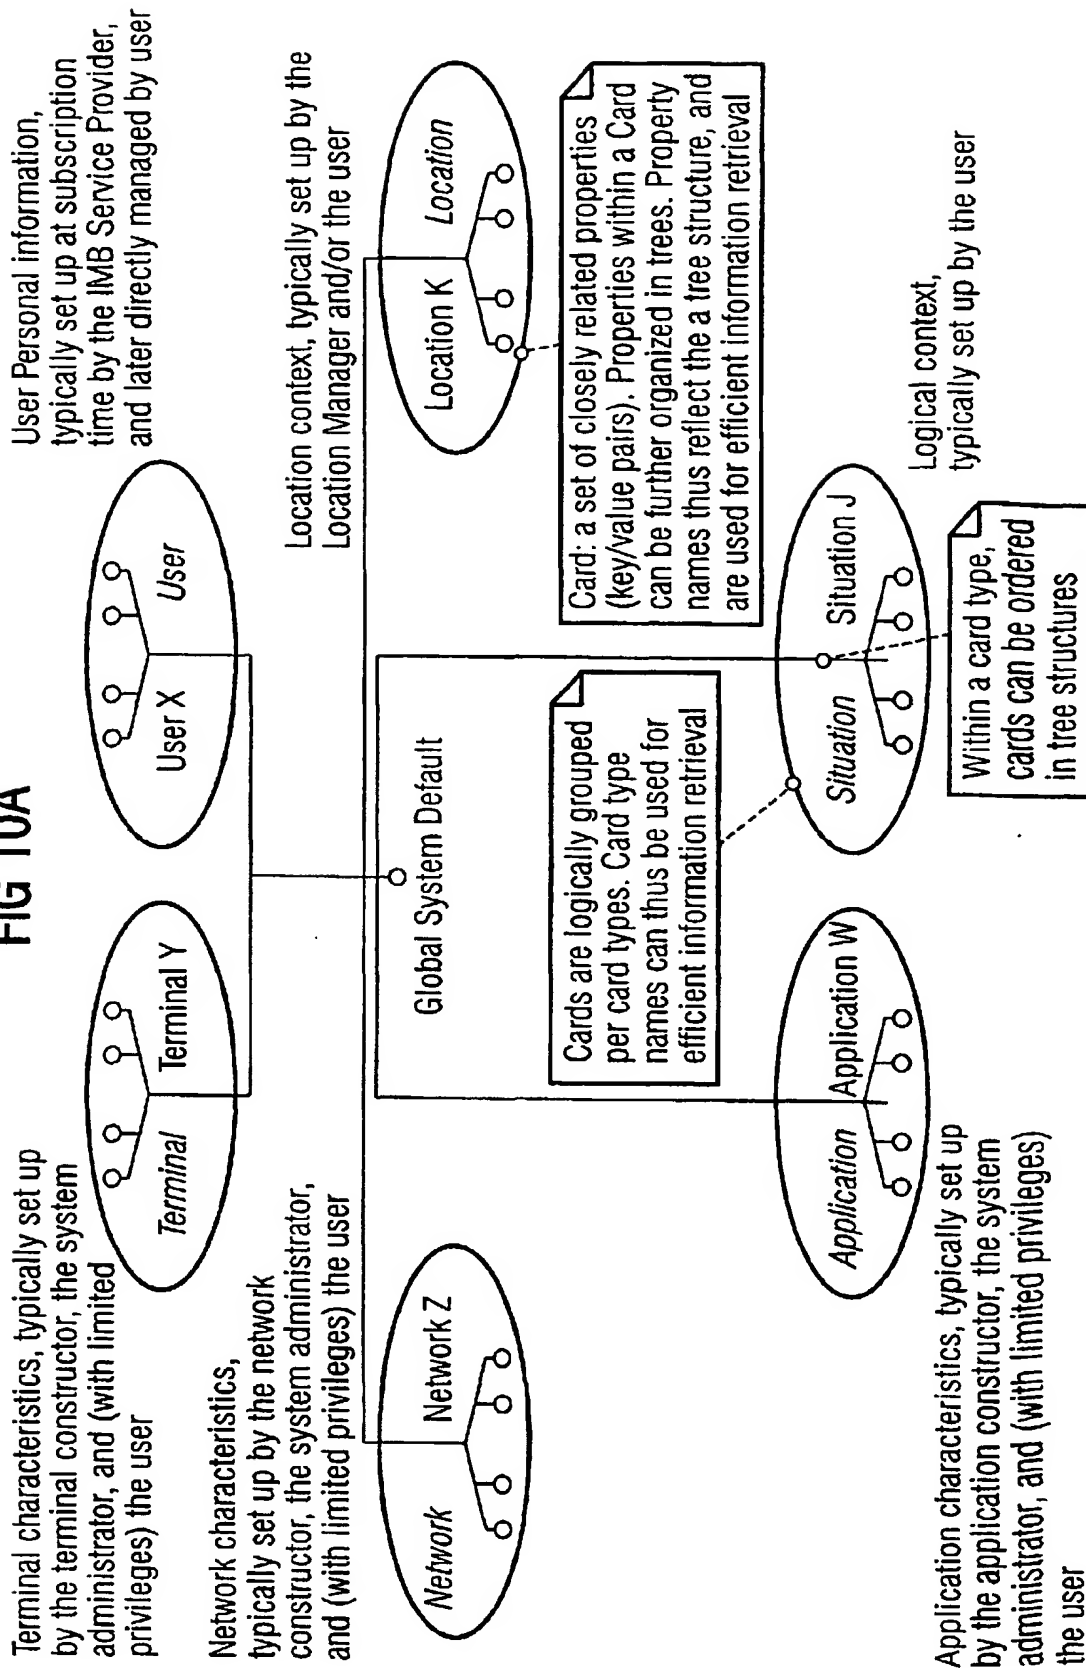 FIG 10A
Terminal characteristics, typically set up
by the terminal constructor, the system
administrator, and (with limited
privileges) the user
Terminal
Terminal Y
User X
User
User Personal information,
typically set up at subscription
time by the IMB Service Provider,
and later directly managed by user
Network characteristics,
typically set up by the network
constructor, the system administrator,
and (with limited privileges) the user
Location context, typically set up by the
Location Manager and/or the user
Network
Network Z
Global System Default
Location K
Location
Cards are logically grouped
per card types. Card type
names can thus be used for
efficient information retrieval
Card: a set of closely related properties
(key/value pairs). Properties within a Card
can be further organized in trees. Property
names thus reflect the a tree structure, and
are used for efficient information retrieval
Application
Application W
Situation
Situation J
Application characteristics, typically set up
by the application constructor, the system
administrator, and (with limited privileges)
the user
Logical context,
typically set up by the user
Within a card type,
cards can be ordered
in tree structures